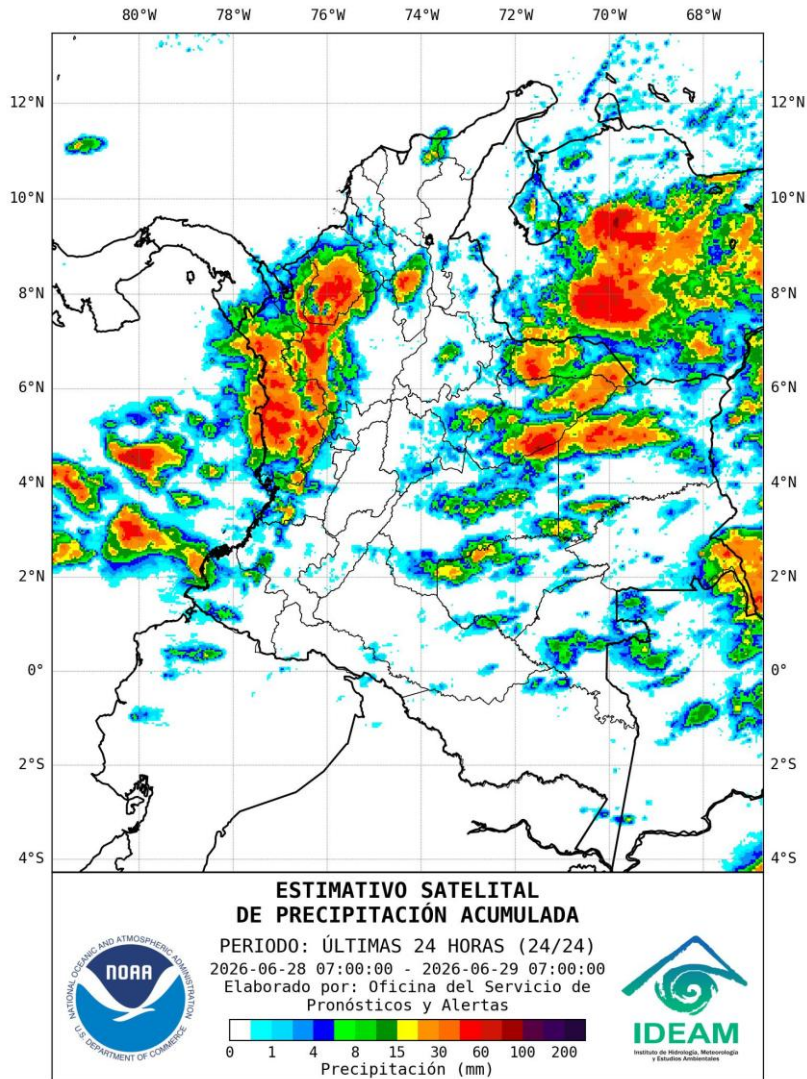 80°W 78°W 76°W 74°W 72°W 70°W 68°W
12°N 12°N
10°N 10°N
8°N 8°N
6°N 6°N
4°N 4°N
2°N 2°N
0° 0°
2°S 2°S
4°S 4°S
ESTIMATIVO SATELITAL
DE PRECIPITACIÓN ACUMULADA
PERIODO: ÚLTIMAS 24 HORAS (24/24)
2026-06-28 07:00:00 - 2026-06-29 07:00:00
Elaborado por: Oficina del Servicio de
Pronósticos y Alertas
0 1 4 8 15 30 60 100 200
Precipitación (mm)
NATIONAL OCEANIC AND ATMOSPHERIC ADMINISTRATION
NOAA
U.S. DEPARTMENT OF COMMERCE
IDEAM
Instituto de Hidrología, Meteorología
y Estudios Ambientales